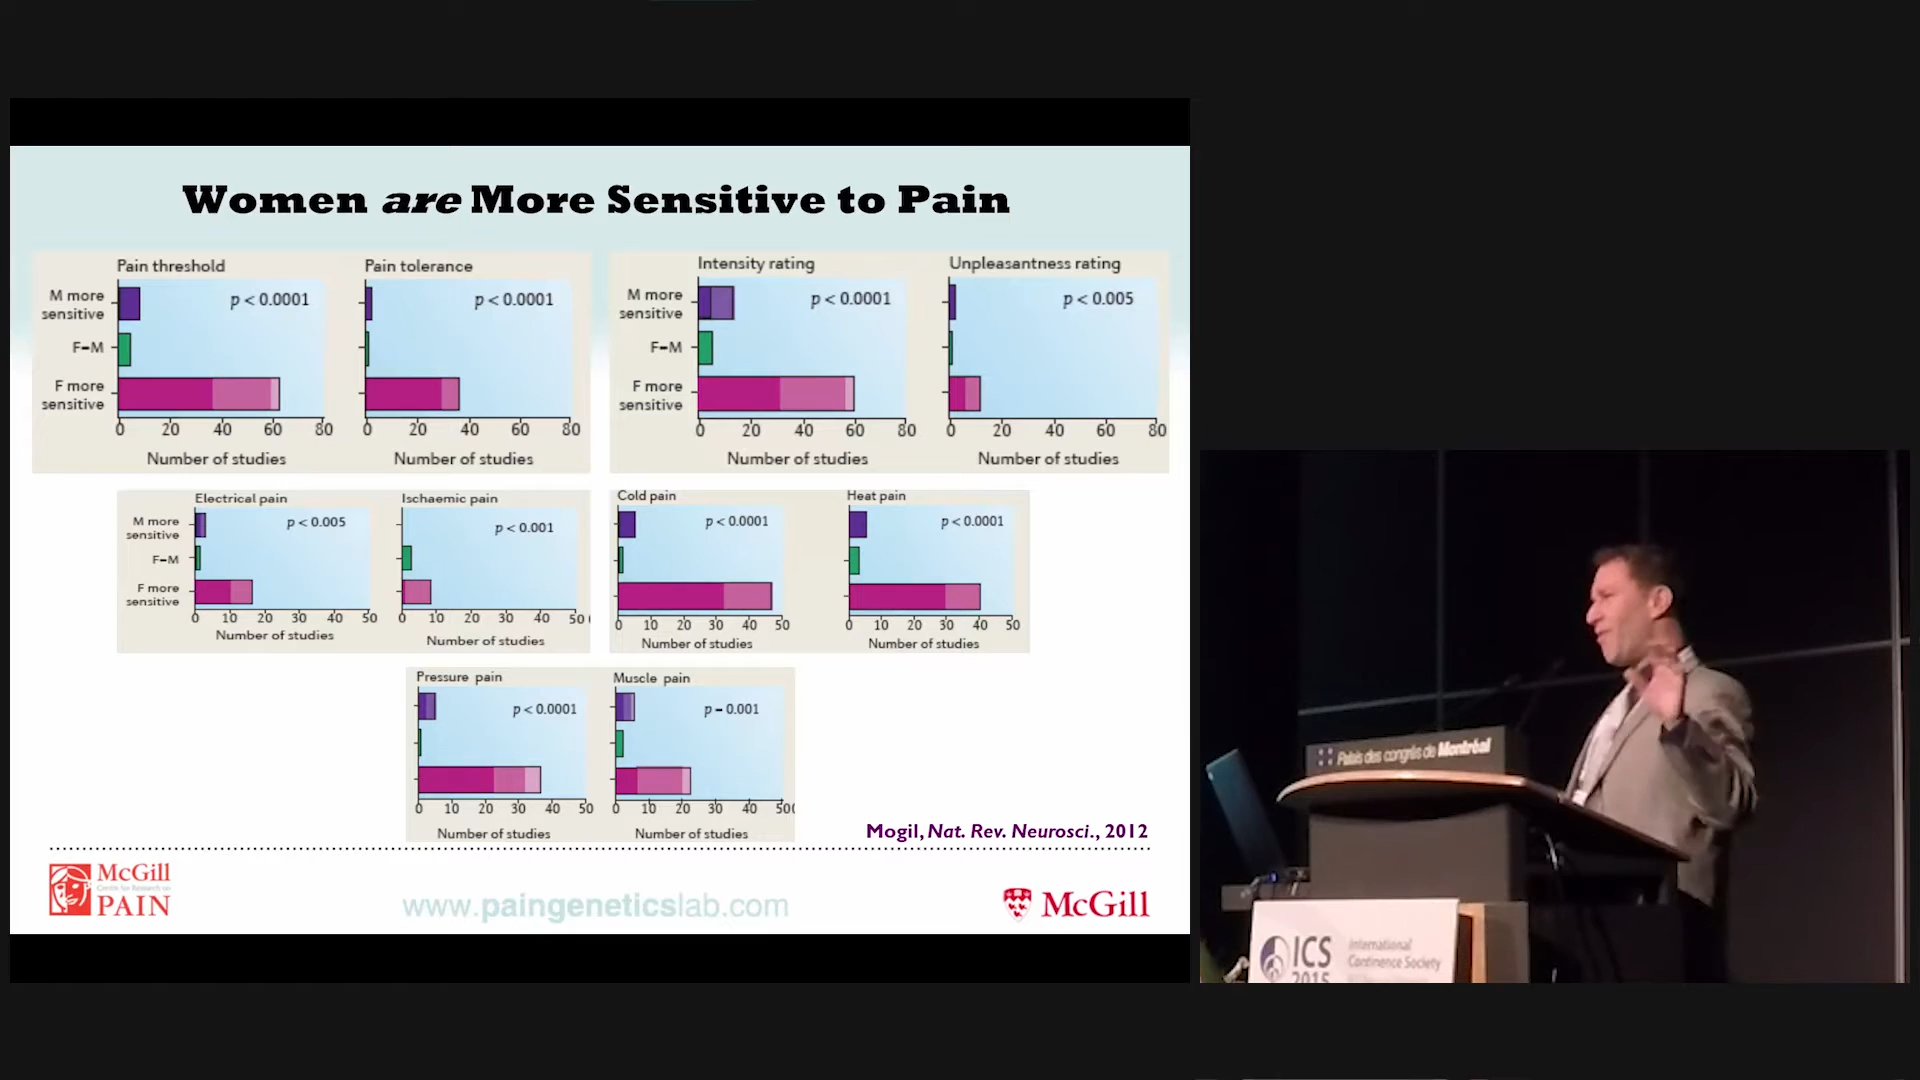 Women are More Sensitive to Pain
Pain threshold
M more
sensitive
F=M
F more
sensitive
p < 0.0001
0 20 40 60 80
Number of studies
Pain tolerance
p < 0.0001
0 20 40 60 80
Number of studies
Intensity rating
M more
sensitive
F=M
F more
sensitive
p < 0.0001
0 20 40 60 80
Number of studies
Unpleasantness rating
p < 0.005
0 20 40 60 80
Number of studies
Electrical pain
M more
sensitive
F=M
F more
sensitive
p < 0.005
0 10 20 30 40 50
Number of studies
Ischaemic pain
p < 0.001
0 10 20 30 40 50
Number of studies
Cold pain
p < 0.0001
0 10 20 30 40 50
Number of studies
Heat pain
p < 0.0001
0 10 20 30 40 50
Number of studies
Pressure pain
p < 0.0001
0 10 20 30 40 50
Number of studies
Muscle pain
p = 0.001
0 10 20 30 40 50
Number of studies
Mogil, Nat. Rev. Neurosci., 2012
McGill
Centre for Research on
PAIN
www.paingeneticslab.com
McGill
Palais des congrès de Montréal
ICS
2015
International
Continence Society